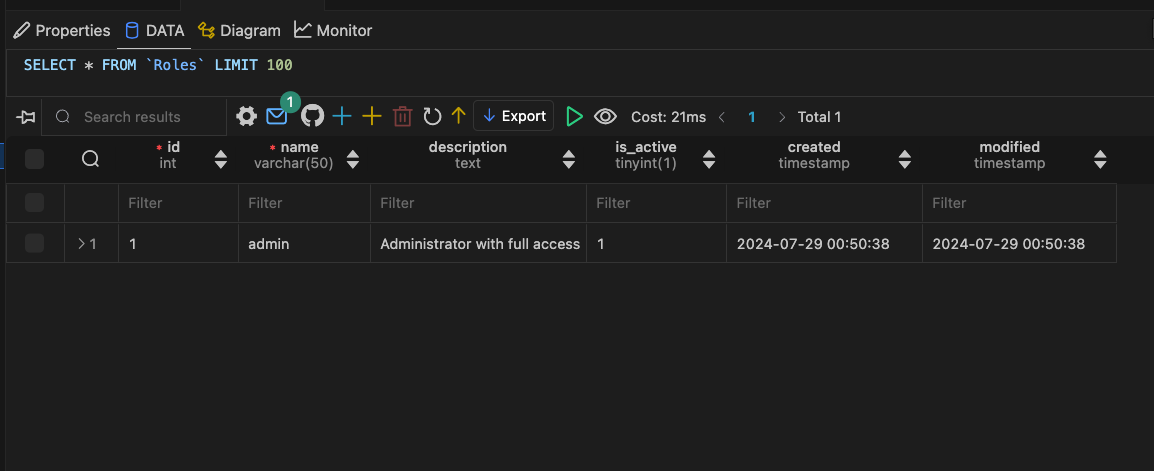 Properties DATA Diagram Monitor
SELECT * FROM `Roles` LIMIT 100
Search results 1 Export Cost: 21ms 1 Total 1
* id * name description is_active created modified
int varchar(50) text tinyint(1) timestamp timestamp
Filter Filter Filter Filter Filter Filter
1 1 admin Administrator with full access 1 2024-07-29 00:50:38 2024-07-29 00:50:38